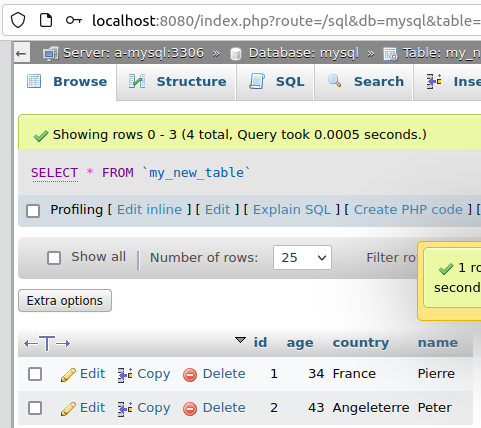 localhost:8080/index.php?route=/sql&db=mysql&table=
Server: a-mysql:3306 » Database: mysql » Table: my_n
Browse Structure SQL Search Inse
Showing rows 0 - 3 (4 total, Query took 0.0005 seconds.)
SELECT * FROM `my_new_table`
Profiling [ Edit inline ] [ Edit ] [ Explain SQL ] [ Create PHP code ] [
Show all Number of rows: 25 Filter ro
1 ro
second
Extra options
id age country name
Edit Copy Delete 1 34 France Pierre
Edit Copy Delete 2 43 Angeleterre Peter